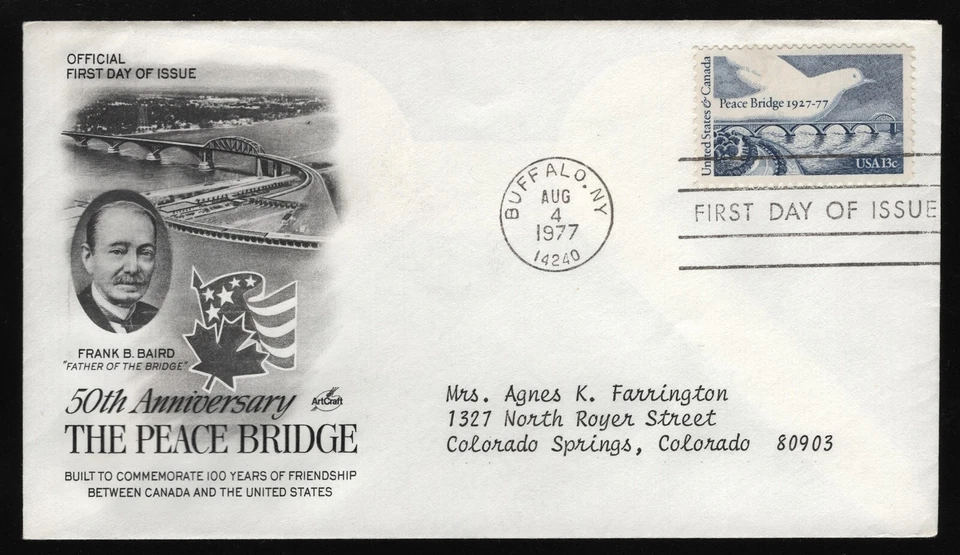 OFFICIAL
FIRST DAY OF ISSUE
United States & Canada
Peace Bridge 1927-77
USA 13c
BUFFALO, NY
AUG
4
1977
14240
FIRST DAY OF ISSUE
FRANK B. BAIRD
"FATHER OF THE BRIDGE"
50th Anniversary
ArtCraft
THE PEACE BRIDGE
BUILT TO COMMEMORATE 100 YEARS OF FRIENDSHIP
BETWEEN CANADA AND THE UNITED STATES
Mrs. Agnes K. Farrington
1327 North Royer Street
Colorado Springs, Colorado 80903